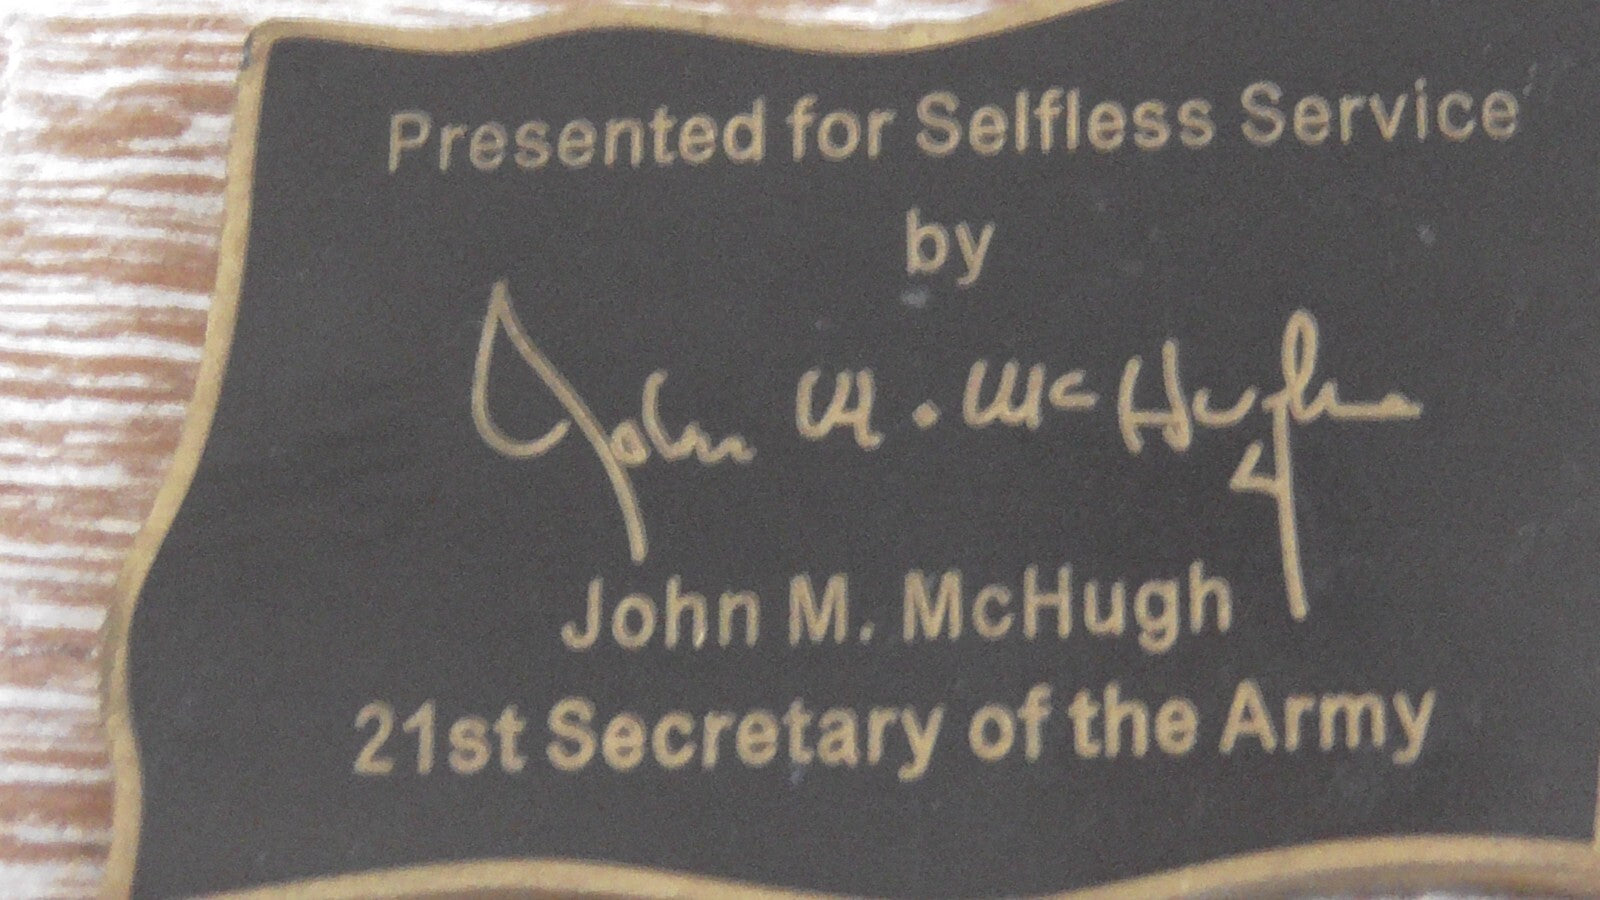 Presented for Selfless Service
by
John M. McHugh
John M. McHugh
21st Secretary of the Army